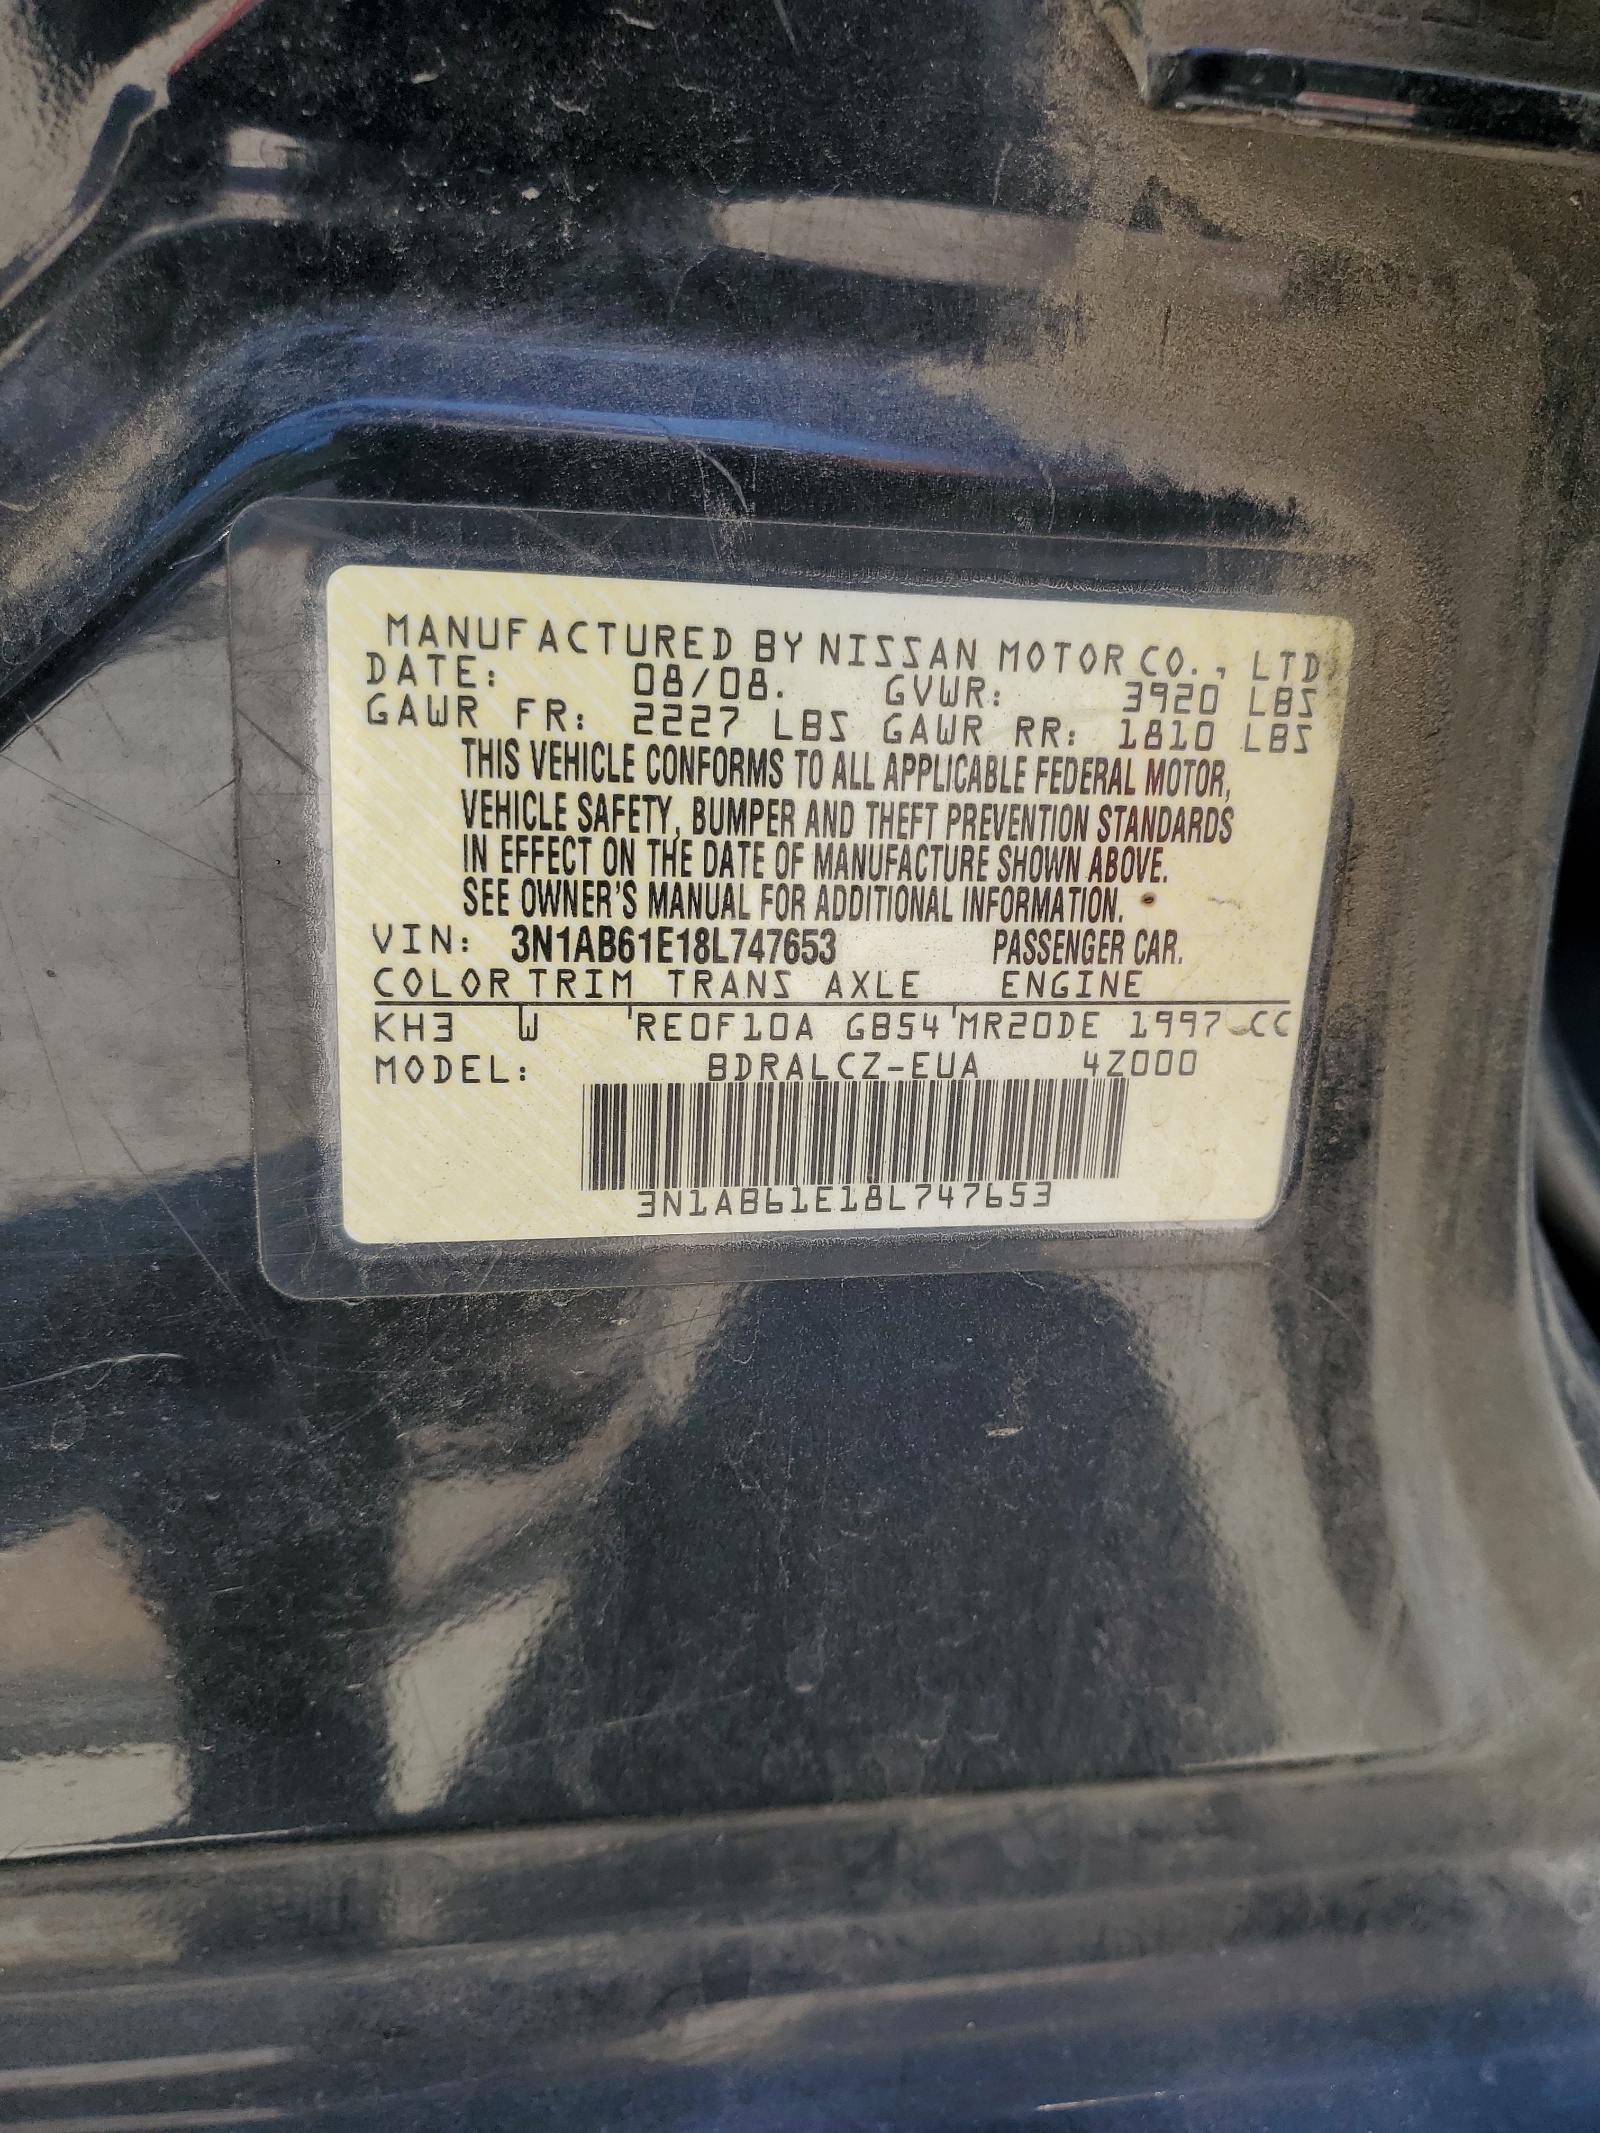 MANUFACTURED BY NISSAN MOTOR CO., LTD
DATE: 08/08. GVWR: 3920 LBS
GAWR FR: 2227 LBS GAWR RR: 1810 LBS
THIS VEHICLE CONFORMS TO ALL APPLICABLE FEDERAL MOTOR,
VEHICLE SAFETY, BUMPER AND THEFT PREVENTION STANDARDS
IN EFFECT ON THE DATE OF MANUFACTURE SHOWN ABOVE.
SEE OWNER'S MANUAL FOR ADDITIONAL INFORMATION.
VIN: 3N1AB61E18L747653 PASSENGER CAR.
COLOR TRIM TRANS AXLE ENGINE
KH3 W 'RE0F10A GB54'MR20DE 1997 CC
MODEL: BDRALCZ-EUA 4Z000
3N1AB61E18L747653